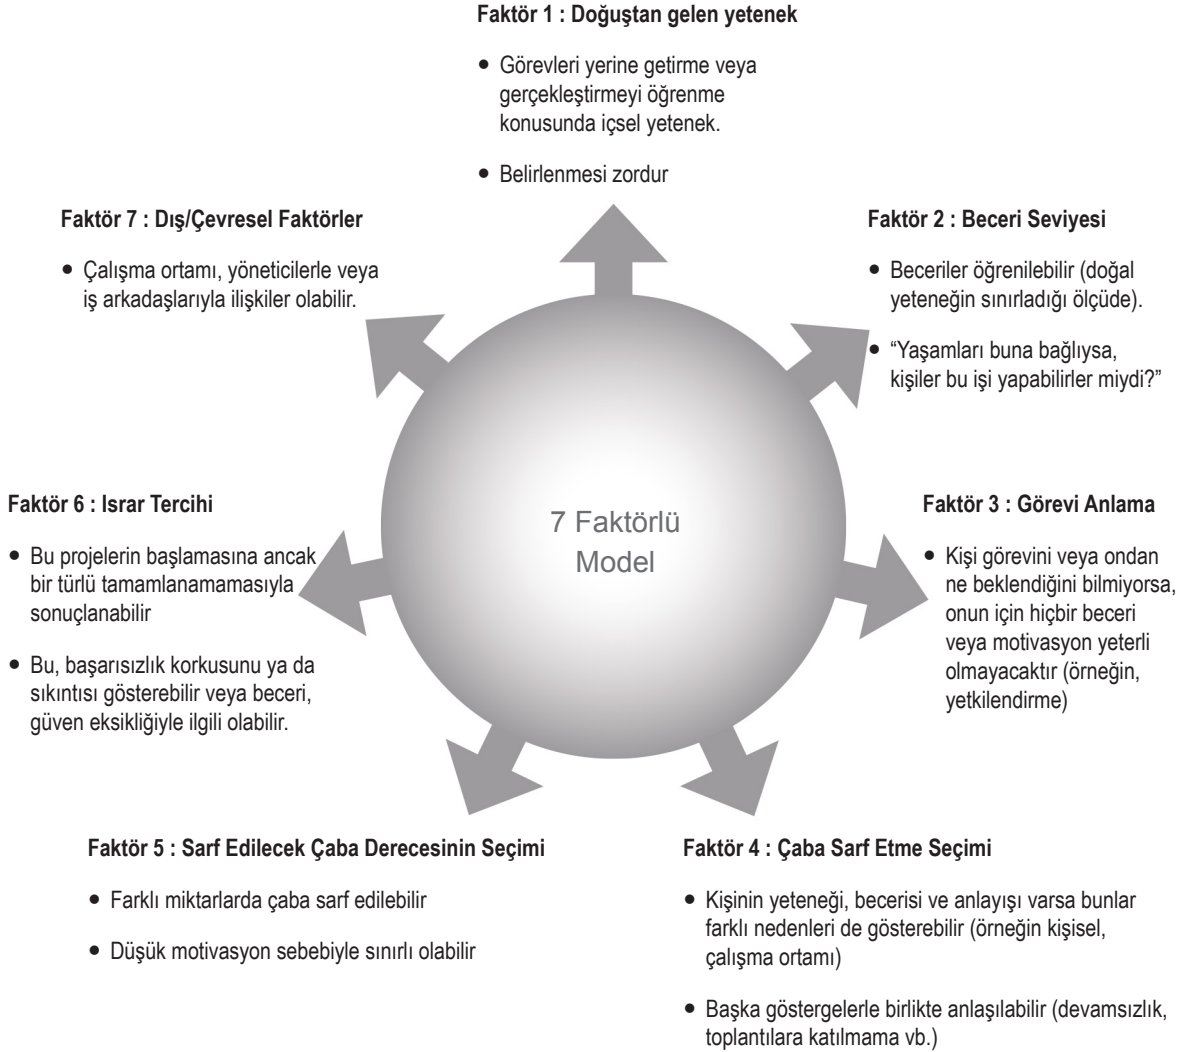 Faktör 1 : Doğuştan gelen yetenek
• Görevleri yerine getirme veya
gerçekleştirmeyi öğrenme
konusunda içsel yetenek.
• Belirlenmesi zordur
Faktör 2 : Beceri Seviyesi
• Beceriler öğrenilebilir (doğal
yeteneğin sınırladığı ölçüde).
• “Yaşamları buna bağlıysa,
kişiler bu işi yapabilirler miydi?”
Faktör 3 : Görevi Anlama
• Kişi görevini veya ondan
ne beklendiğini bilmiyorsa,
onun için hiçbir beceri
veya motivasyon yeterli
olmayacaktır (örneğin,
yetkilendirme)
Faktör 4 : Çaba Sarf Etme Seçimi
• Kişinin yeteneği, becerisi ve anlayışı varsa bunlar
farklı nedenleri de gösterebilir (örneğin kişisel,
çalışma ortamı)
• Başka göstergelerle birlikte anlaşılabilir (devamsızlık,
toplantılara katılmama vb.)
Faktör 5 : Sarf Edilecek Çaba Derecesinin Seçimi
• Farklı miktarlarda çaba sarf edilebilir
• Düşük motivasyon sebebiyle sınırlı olabilir
Faktör 6 : Israr Tercihi
• Bu projelerin başlamasına ancak
bir türlü tamamlanamamasıyla
sonuçlanabilir
• Bu, başarısızlık korkusunu ya da
sıkıntısı gösterebilir veya beceri,
güven eksikliğiyle ilgili olabilir.
Faktör 7 : Dış/Çevresel Faktörler
• Çalışma ortamı, yöneticilerle veya
iş arkadaşlarıyla ilişkiler olabilir.
7 Faktörlü
Model